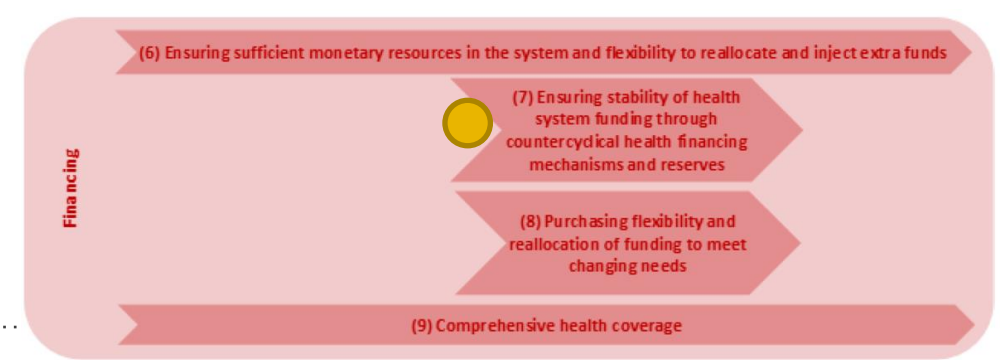 (6) Ensuring sufficient monetary resources in the system and flexibility to reallocate and inject extra funds
(7) Ensuring stability of health
system funding through
countercyclical health financing
mechanisms and reserves
Financing
(8) Purchasing flexibility and
reallocation of funding to meet
changing needs
(9) Comprehensive health coverage
..